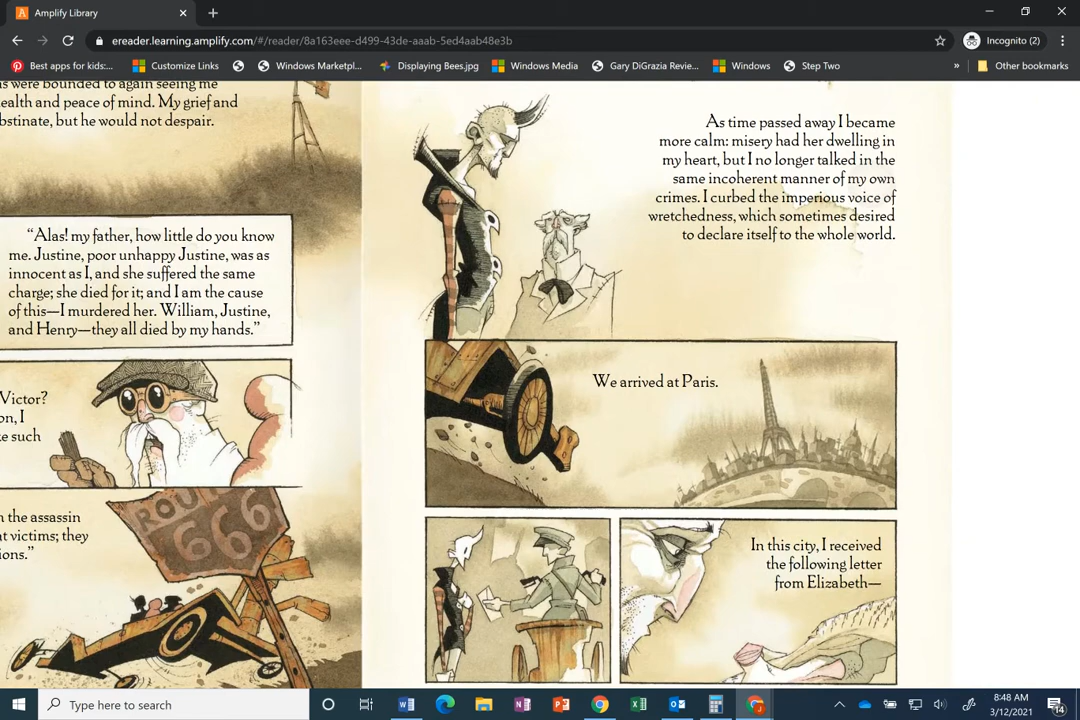 Amplify Library
ereader.learning.amplify.com/#/reader/8a163eee-d499-43de-aaab-5ed4aab48e3b
Incognito (2)
Best apps for kids:...
Customize Links
Windows Marketpl...
Displaying Bees.jpg
Windows Media
Gary DiGrazia Revie...
Windows
Step Two
»
Other bookmarks
s were bounded to again seeing me
ealth and peace of mind. My grief and
bstinate, but he would not despair.
“Alas! my father, how little do you know
me. Justine, poor unhappy Justine, was as
innocent as I, and she suffered the same
charge; she died for it; and I am the cause
of this—I murdered her. William, Justine,
and Henry—they all died by my hands.”
Victor?
on, I
ke such
n the assassin
t victims; they
ions.”
666
As time passed away I became
more calm: misery had her dwelling in
my heart, but I no longer talked in the
same incoherent manner of my own
crimes. I curbed the imperious voice of
wretchedness, which sometimes desired
to declare itself to the whole world.
We arrived at Paris.
In this city, I received
the following letter
from Elizabeth—
Type here to search
8:48 AM
3/12/2021
14